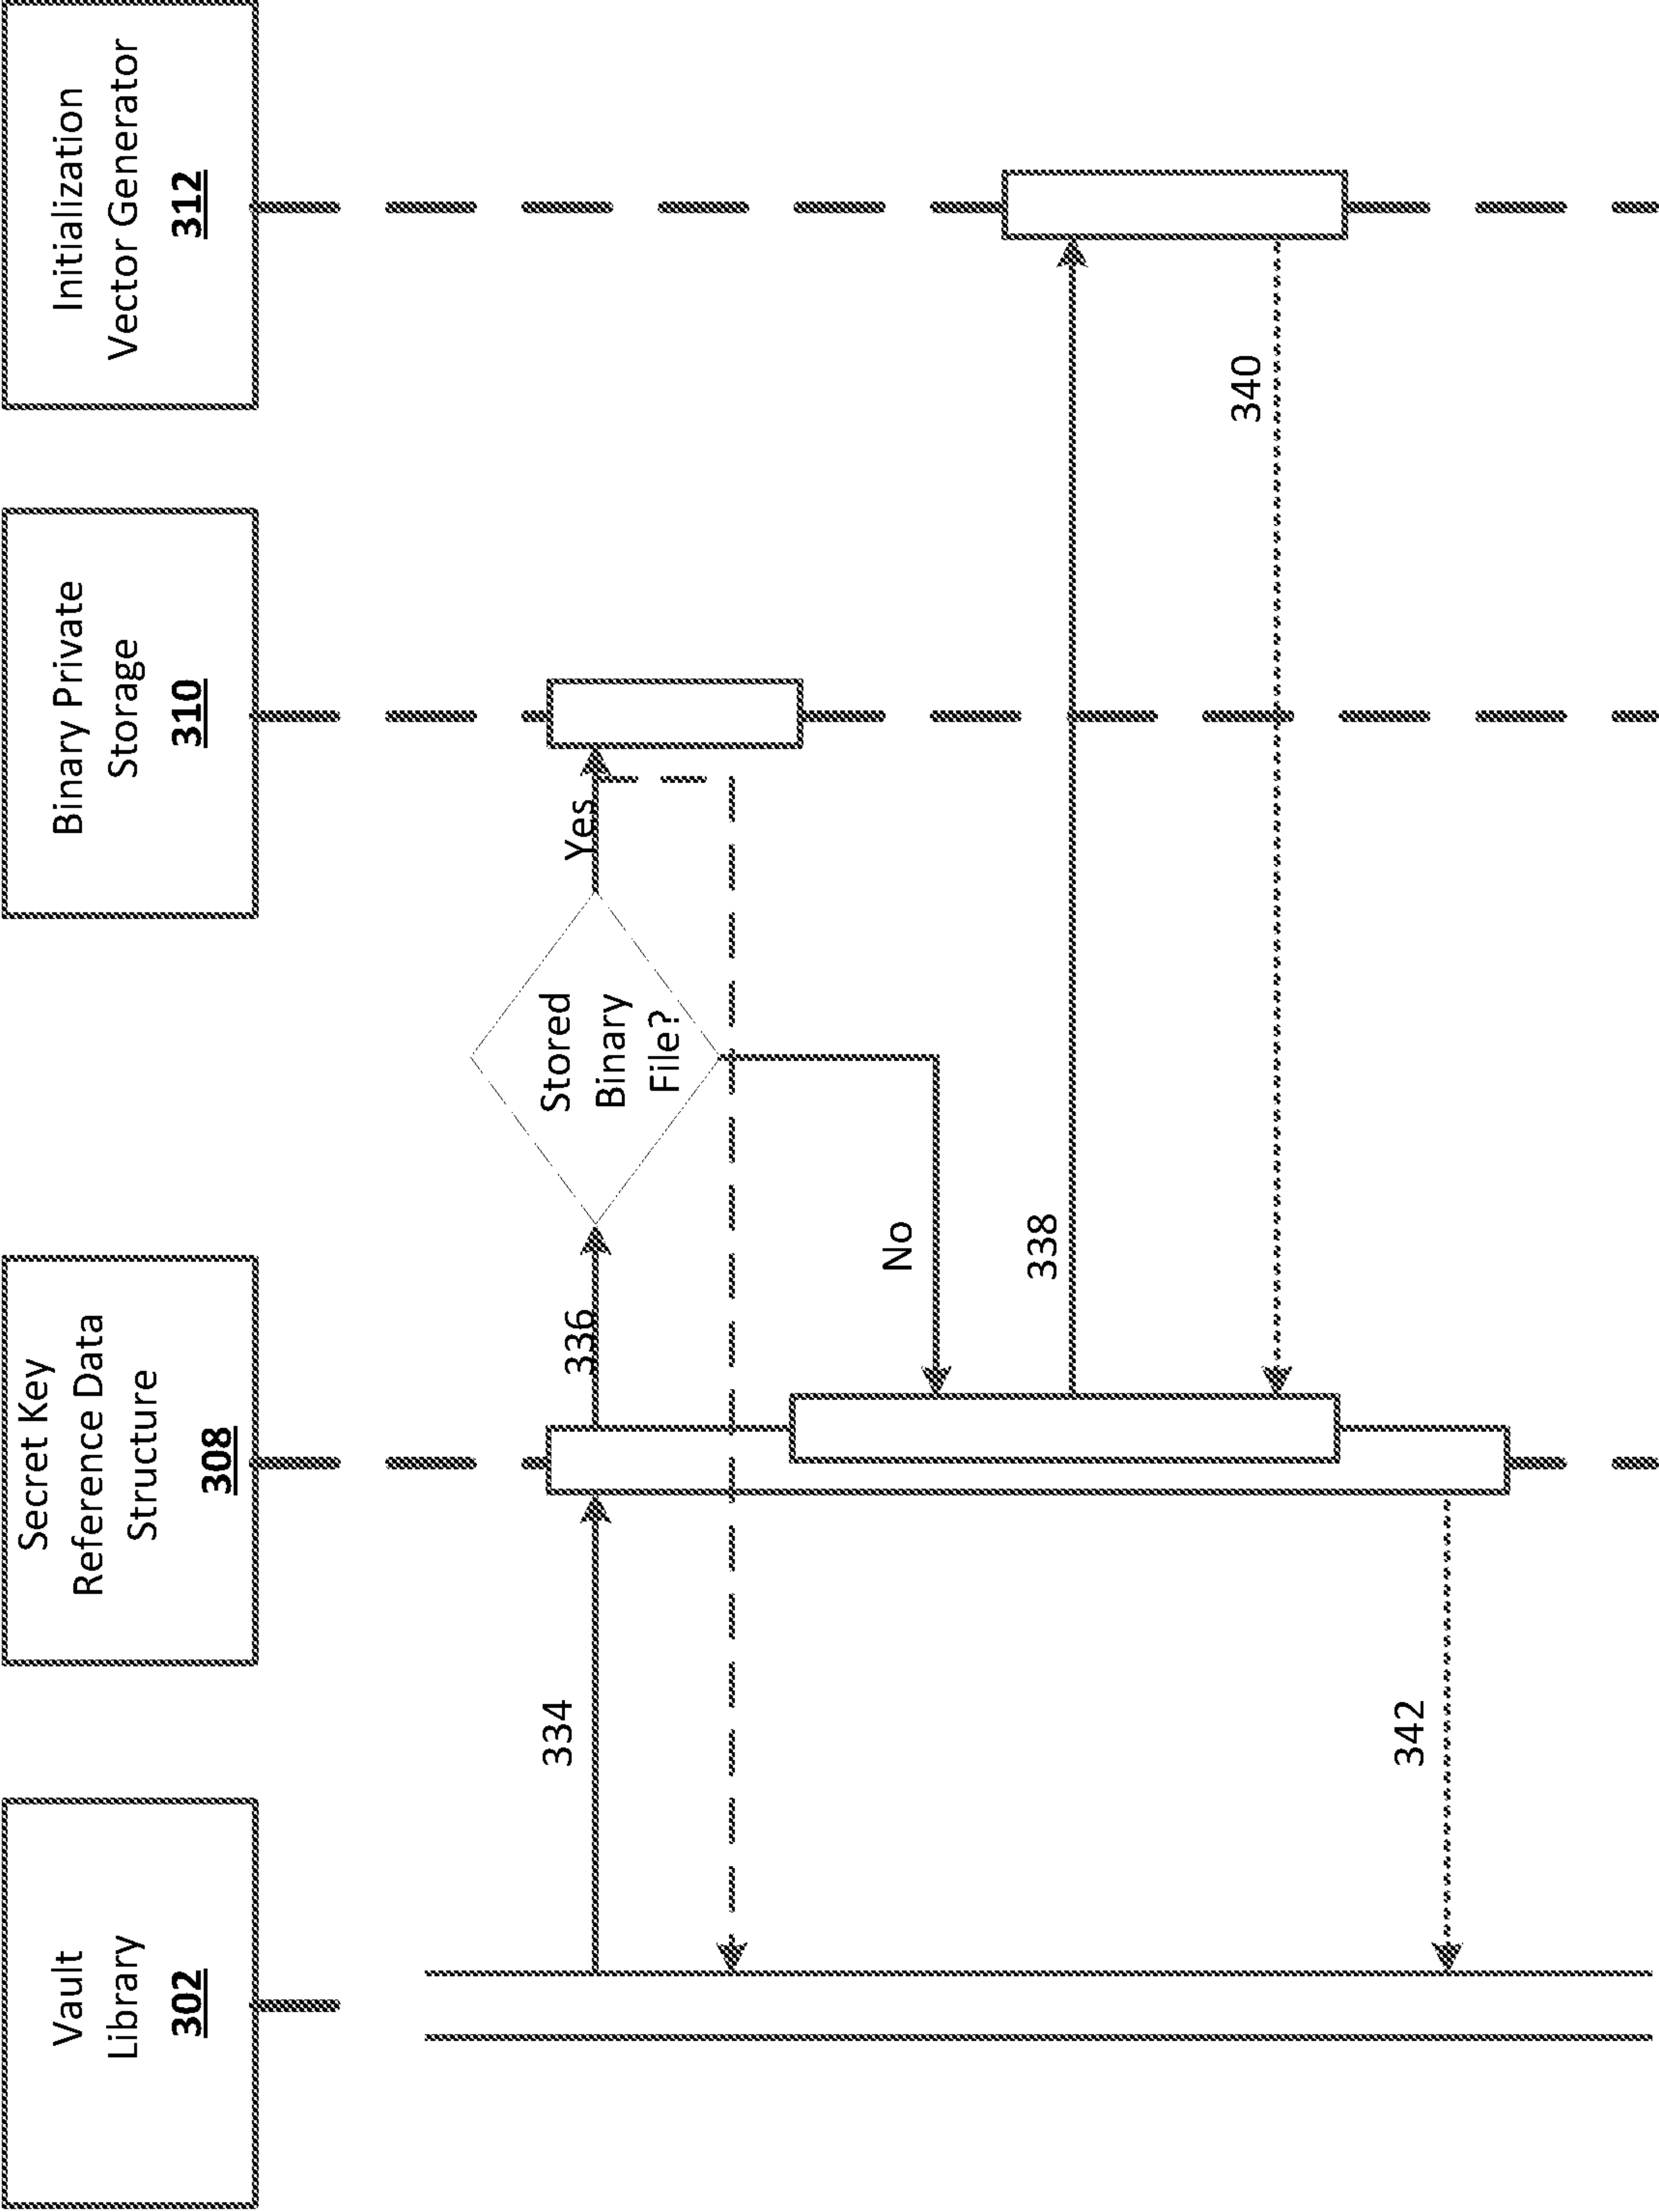 Vault
Library
302
Secret Key
Reference Data
Structure
308
Binary Private
Storage
310
Initialization
Vector Generator
312
334
336
Stored
Binary
File?
Yes
No
338
340
342